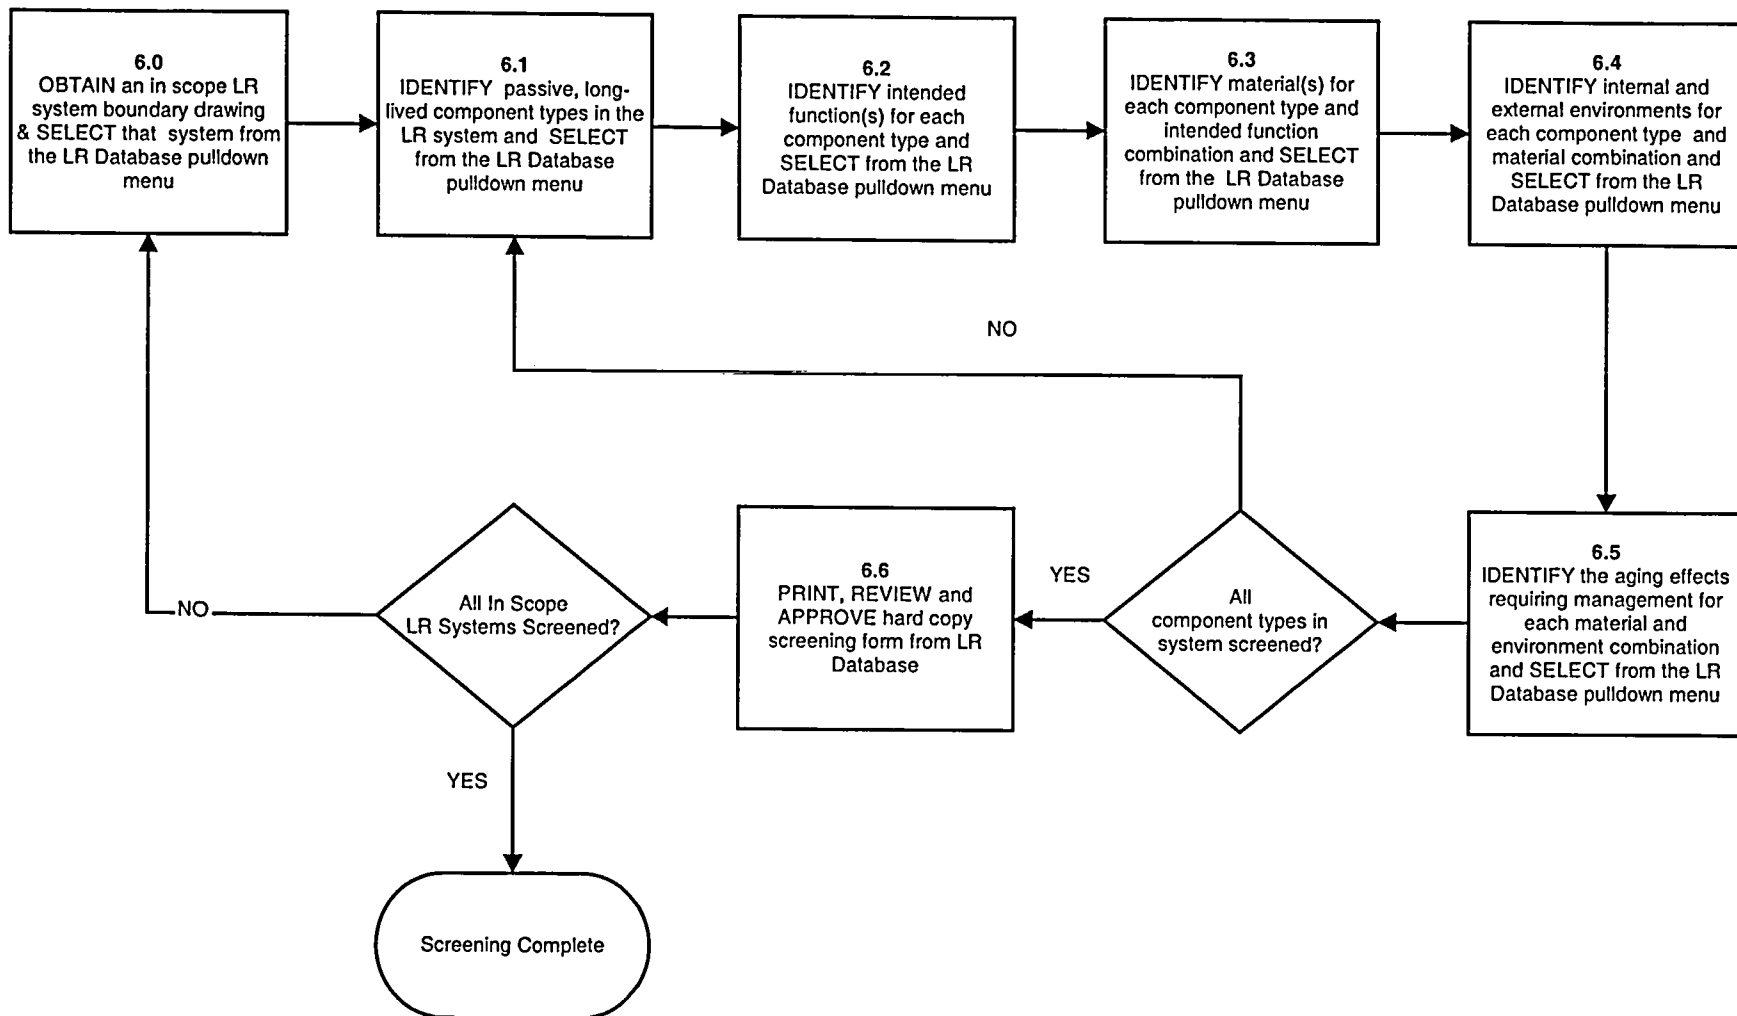 6.0
OBTAIN an in scope LR
system boundary drawing
& SELECT that system from
the LR Database pulldown
menu
6.1
IDENTIFY passive, long-
lived component types in the
LR system and SELECT
from the LR Database
pulldown menu
6.2
IDENTIFY intended
function(s) for each
component type and
SELECT from the LR
Database pulldown menu
6.3
IDENTIFY material(s) for
each component type and
intended function
combination and SELECT
from the LR Database
pulldown menu
6.4
IDENTIFY internal and
external environments for
each component type and
material combination and
SELECT from the LR
Database pulldown menu
NO
6.5
IDENTIFY the aging effects
requiring management for
each material and
environment combination
and SELECT from the LR
Database pulldown menu
All
component types in
system screened?
YES
6.6
PRINT, REVIEW and
APPROVE hard copy
screening form from LR
Database
All In Scope
LR Systems Screened?
NO
YES
Screening Complete